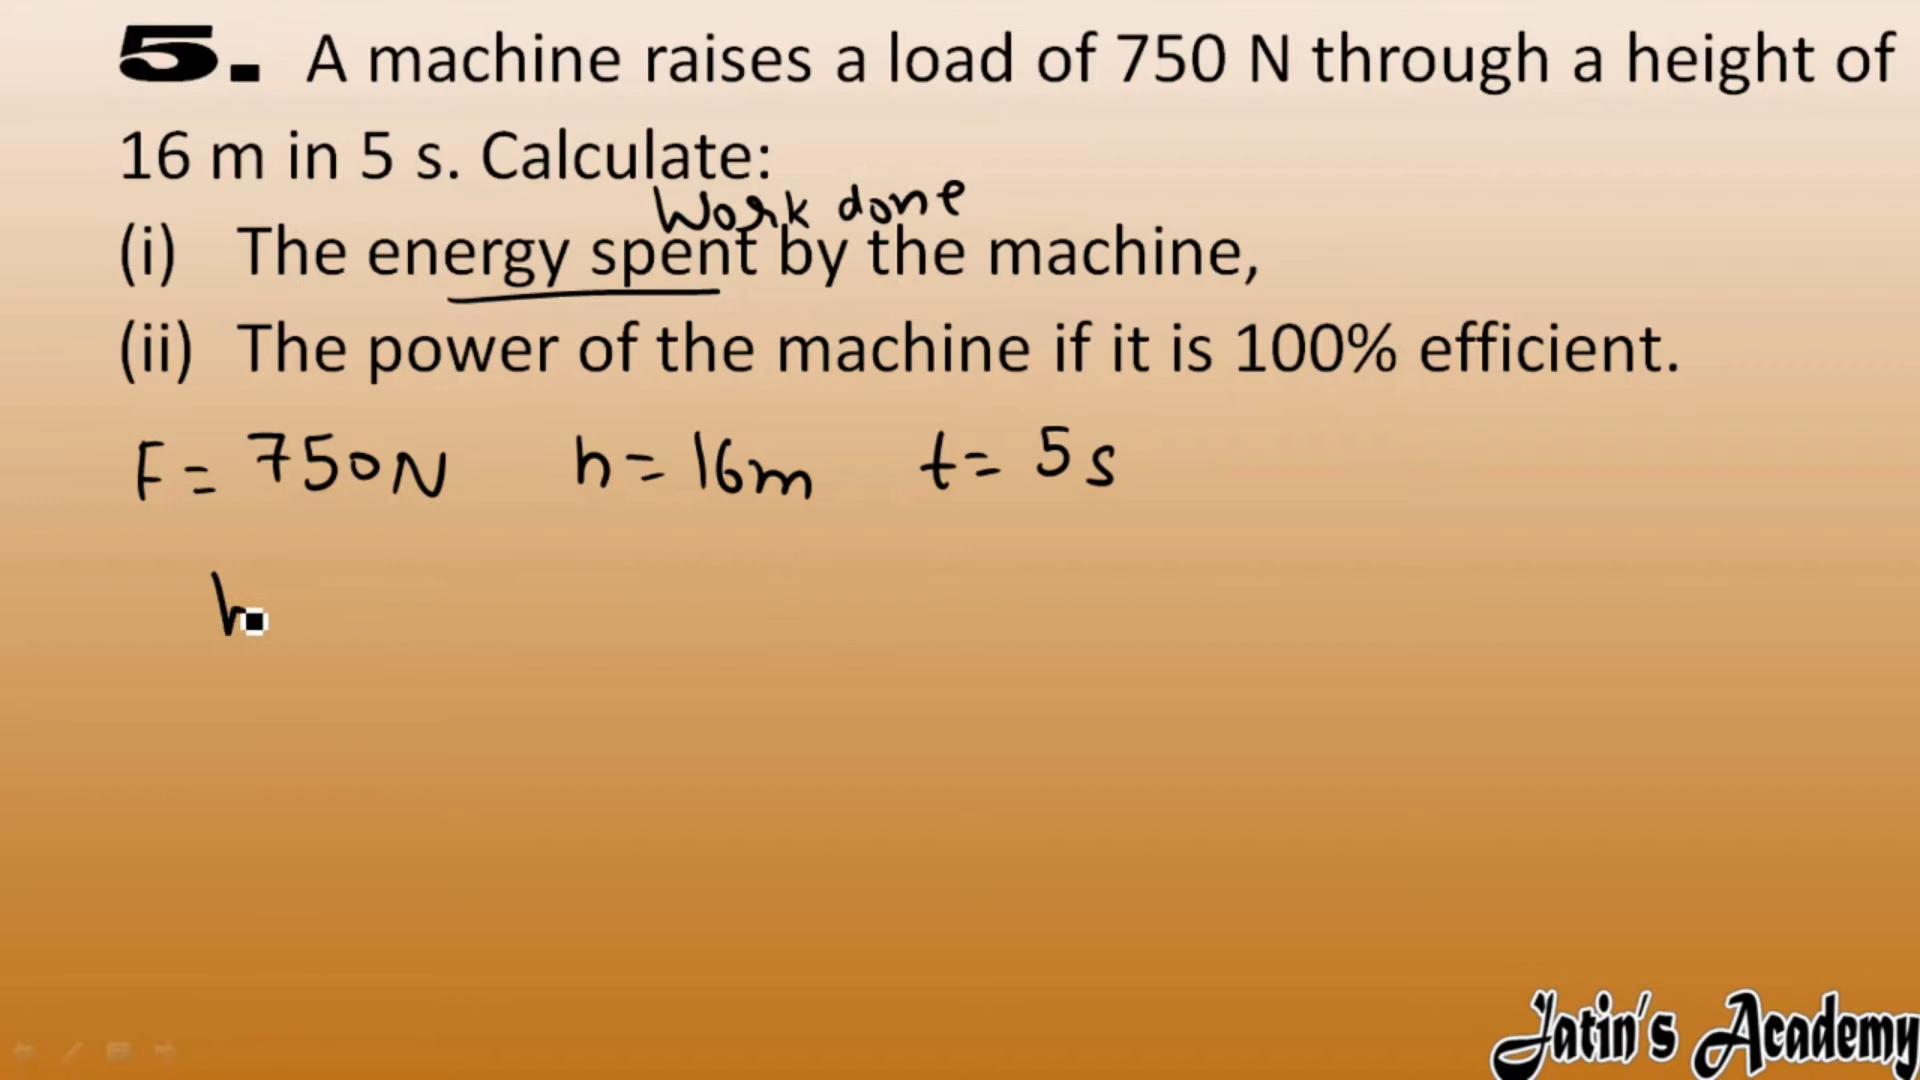 5. A machine raises a load of 750 N through a height of
16 m in 5 s. Calculate:
Work done
(i) The energy spent by the machine,
(ii) The power of the machine if it is 100% efficient.
F = 750N h = 16m t = 5s
Jatin's Academy